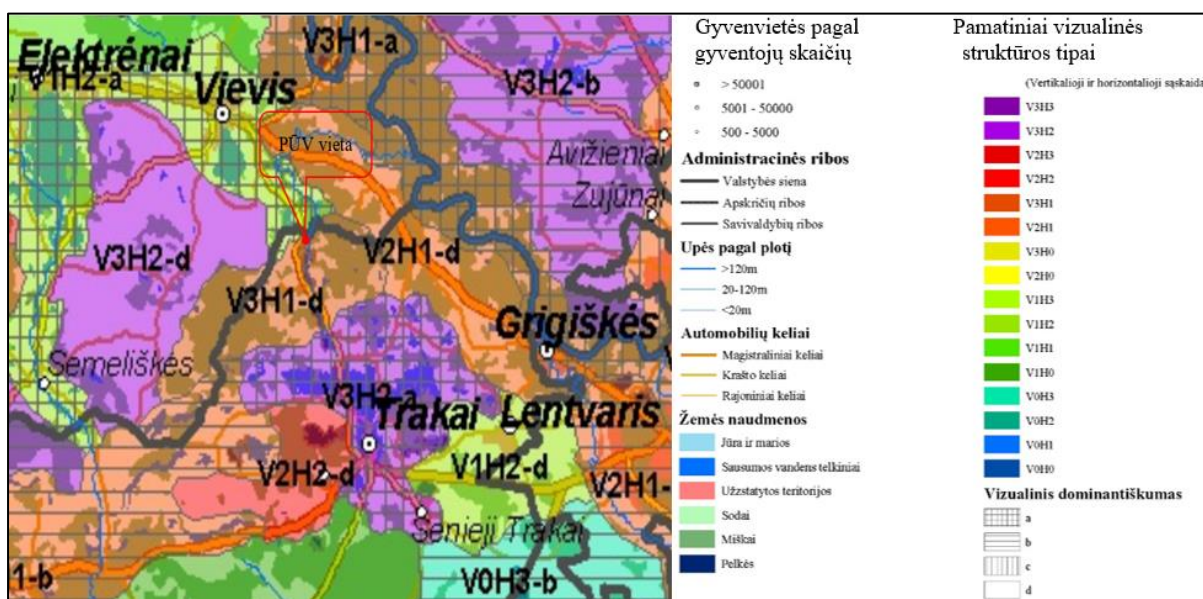 V3H1-a
Elektrėnai
V1H2-a
V3H2-b
Vievis
PŪV vieta
Avižieniai
Zujūnai
V3H2-d
V2H1-d
V3H1-d
Grigiškės
Semeliškės
V3H2-a
Trakai
Lentvaris
V2H2-d
V1H2-d
V2H1-
Senieji Trakai
1-b
V0H3-b
Gyvenvietės pagal
gyventojų skaičių
> 50001
5001 - 50000
500 - 5000
Administracinės ribos
Valstybės siena
Apskričių ribos
Savivaldybių ribos
Upės pagal plotį
>120m
20-120m
<20m
Automobilių keliai
Magistraliniai keliai
Krašto keliai
Rajoniniai keliai
Žemės naudmenos
Jūra ir marios
Sausumos vandens telkiniai
Užzstatytos teritorijos
Sodai
Miškai
Pelkės
Pamatiniai vizualinės
struktūros tipai
(Vertikalioji ir horizontalioji sąskaida
V3H3
V3H2
V2H3
V2H2
V3H1
V2H1
V3H0
V2H0
V1H3
V1H2
V1H1
V1H0
V0H3
V0H2
V0H1
V0H0
Vizualinis dominantiškumas
a
b
c
d